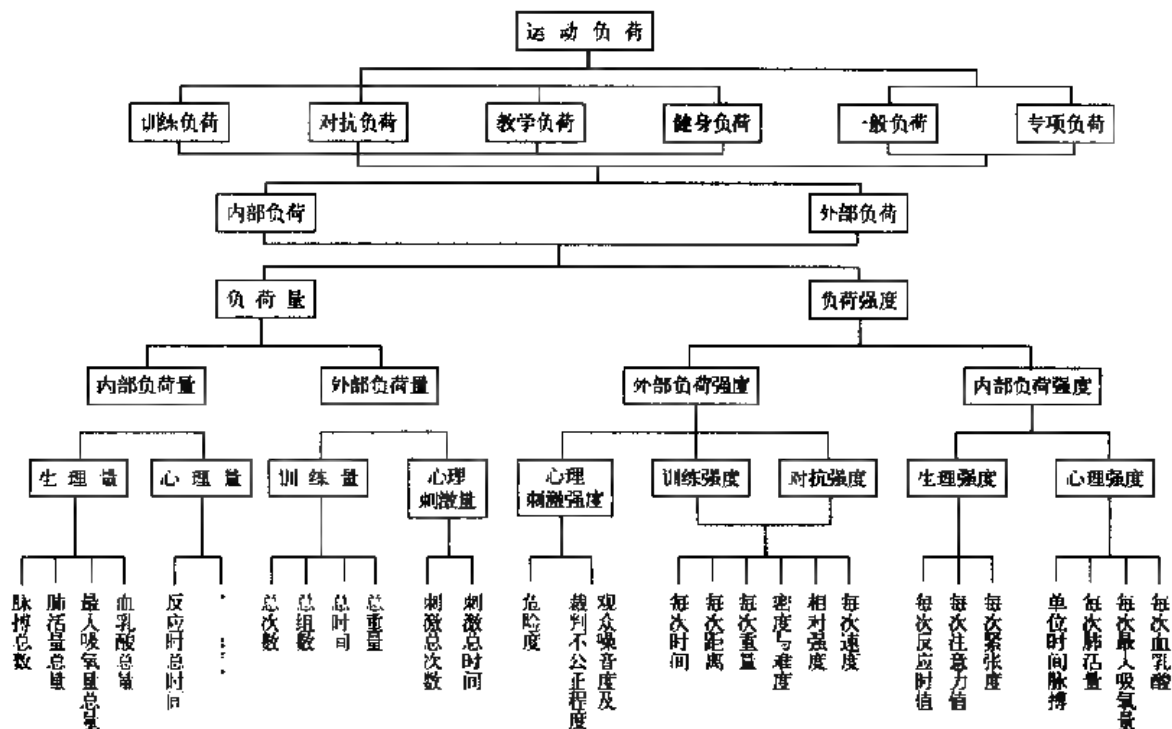 运动负荷
训练负荷
对抗负荷
教学负荷
健身负荷
一般负荷
专项负荷
内部负荷
外部负荷
负荷量
负荷强度
内部负荷量
外部负荷量
外部负荷强度
内部负荷强度
生理量
心理量
训练量
心理
刺激量
心理
刺激强度
训练强度
对抗强度
生理强度
心理强度
脉搏总数
肺活量总量
最大吸氧量总量
血乳酸总量
反应时总时间
总次数
总组数
总时间
总重量
刺激总次数
刺激总时间
危险度
裁判不公正程度
观众噪音度及
每次时间
每次距离
每次重量
密度与难度
相对强度
每次速度
每次反应时值
每次注意力值
每次紧张度
单位时间脉搏
每次肺活量
每次最大吸氧量
每次血乳酸